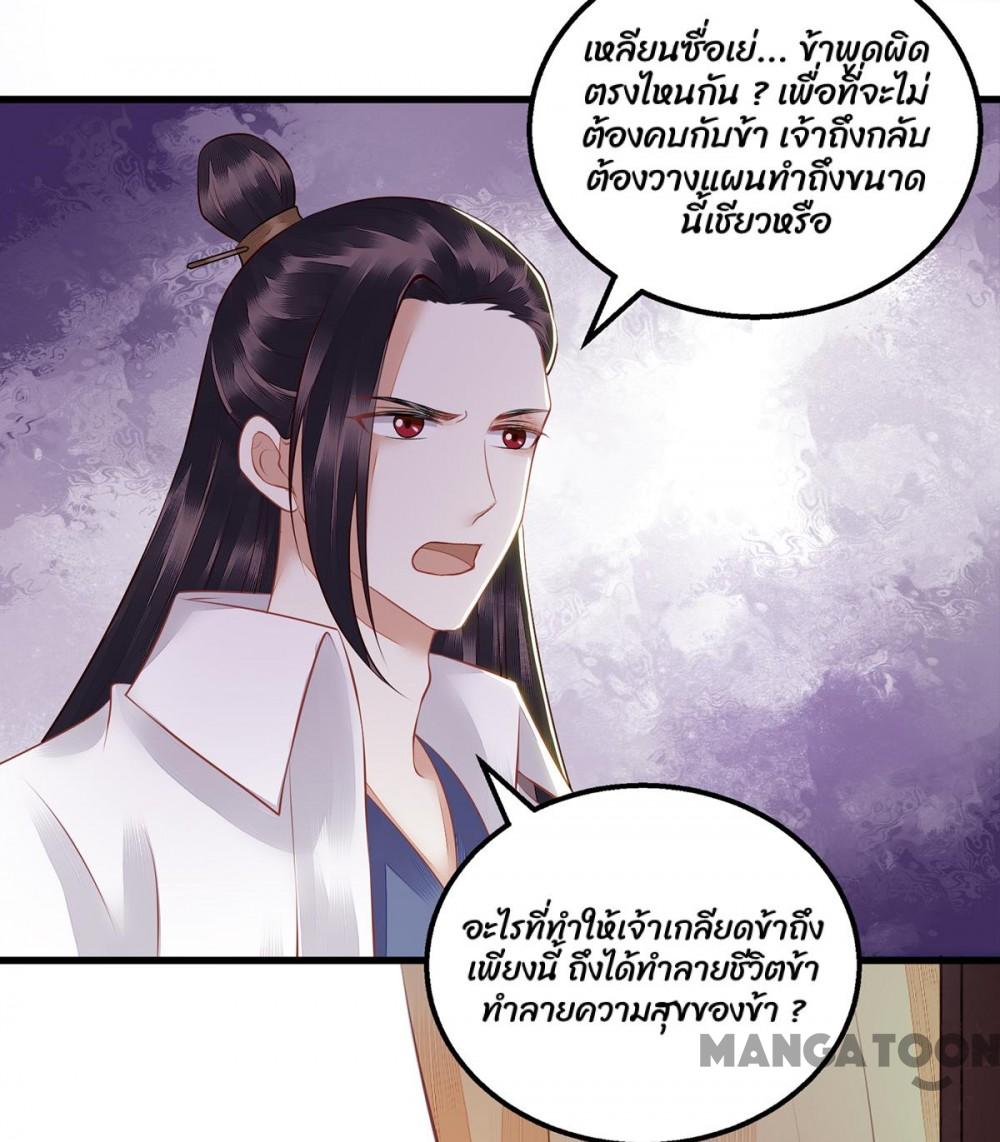 เหลียนซื่อเย่... ข้าพูดผิด
ตรงไหนกัน ? เพื่อที่จะไม่
ต้องคบกับข้า เจ้าถึงกลับ
ต้องวางแผนทำถึงขนาด
นี้เชียวหรือ
อะไรที่ทำให้เจ้าเกลียดข้าถึง
เพียงนี้ ถึงได้ทำลายชีวิตข้า
ทำลายความสุขของข้า ?
MANGATOON